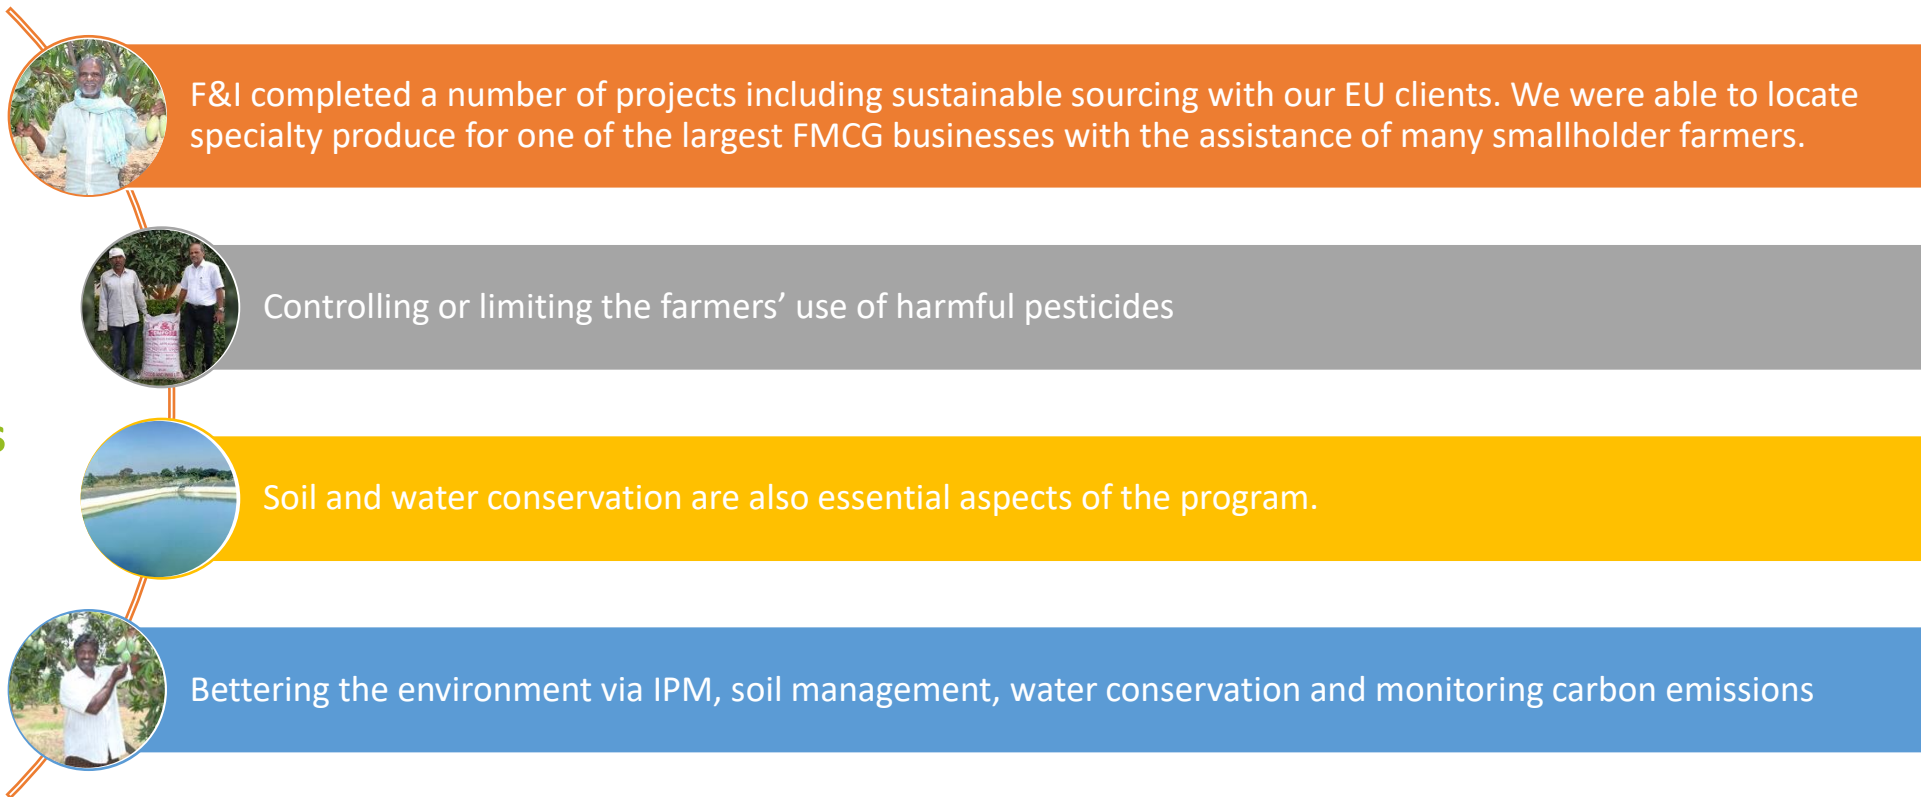 F&I completed a number of projects including sustainable sourcing with our EU clients. We were able to locate
specialty produce for one of the largest FMCG businesses with the assistance of many smallholder farmers.
Controlling or limiting the farmers’ use of harmful pesticides
s
Soil and water conservation are also essential aspects of the program.
Bettering the environment via IPM, soil management, water conservation and monitoring carbon emissions